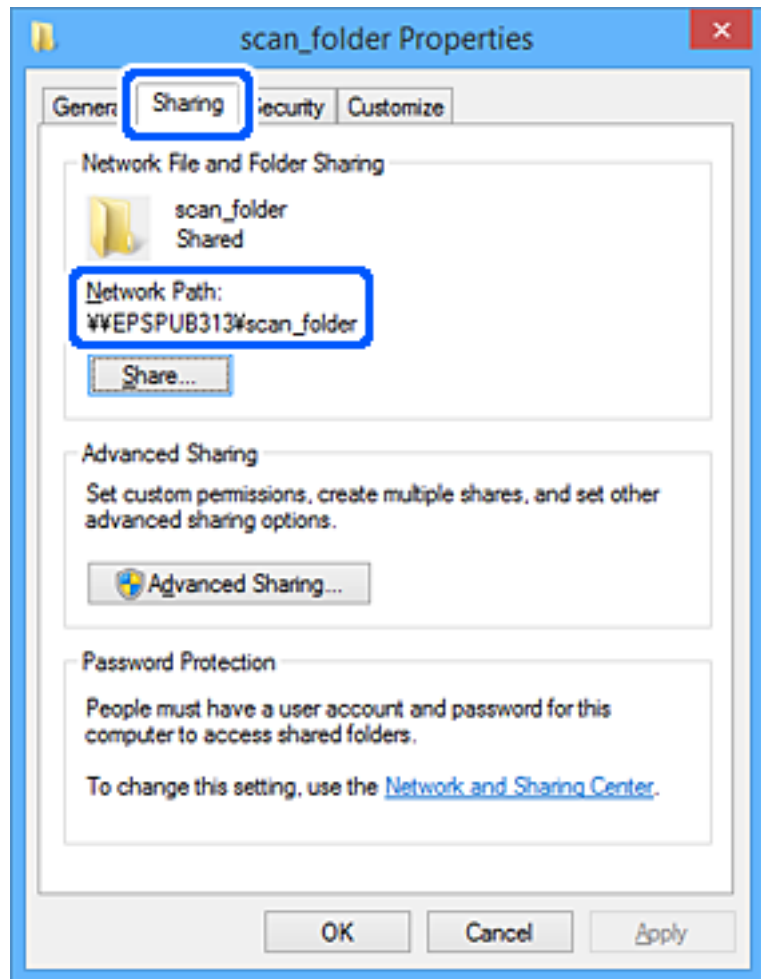 scan_folder Properties
General Sharing Security Customize
Network File and Folder Sharing
scan_folder
Shared
Network Path:
¥¥EPSPUB313¥scan_folder
Share...
Advanced Sharing
Set custom permissions, create multiple shares, and set other
advanced sharing options.
Advanced Sharing...
Password Protection
People must have a user account and password for this
computer to access shared folders.
To change this setting, use the Network and Sharing Center.
OK Cancel Apply